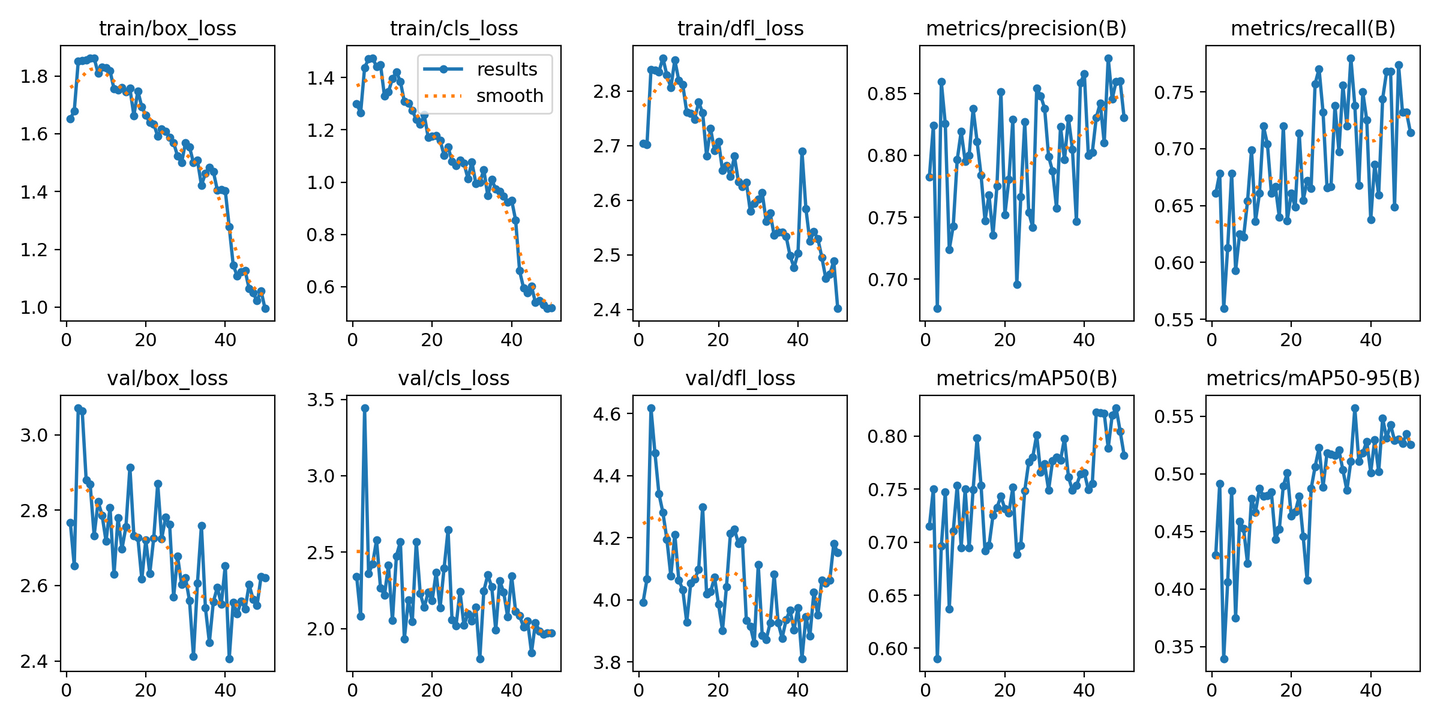 train/box_loss
train/cls_loss
train/dfl_loss
metrics/precision(B)
metrics/recall(B)
1.8
1.6
1.4
1.2
1.0
0 20 40
1.4
1.2
1.0
0.8
0.6
0 20 40
results
smooth
2.8
2.7
2.6
2.5
2.4
0 20 40
0.85
0.80
0.75
0.70
0 20 40
0.75
0.70
0.65
0.60
0.55
0 20 40
val/box_loss
val/cls_loss
val/dfl_loss
metrics/mAP50(B)
metrics/mAP50-95(B)
3.0
2.8
2.6
2.4
0 20 40
3.5
3.0
2.5
2.0
0 20 40
4.6
4.4
4.2
4.0
3.8
0 20 40
0.80
0.75
0.70
0.65
0.60
0 20 40
0.55
0.50
0.45
0.40
0.35
0 20 40